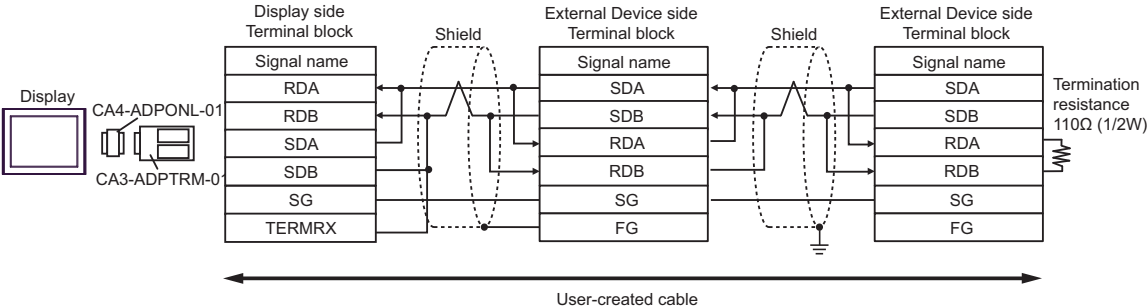 Display
CA4-ADPONL-01
CA3-ADPTRM-01
Display side
Terminal block
Signal name
RDA
RDB
SDA
SDB
SG
TERMRX
Shield
External Device side
Terminal block
Signal name
SDA
SDB
RDA
RDB
SG
FG
Shield
External Device side
Terminal block
Signal name
SDA
SDB
RDA
RDB
SG
FG
Termination
resistance
110Ω (1/2W)
User-created cable